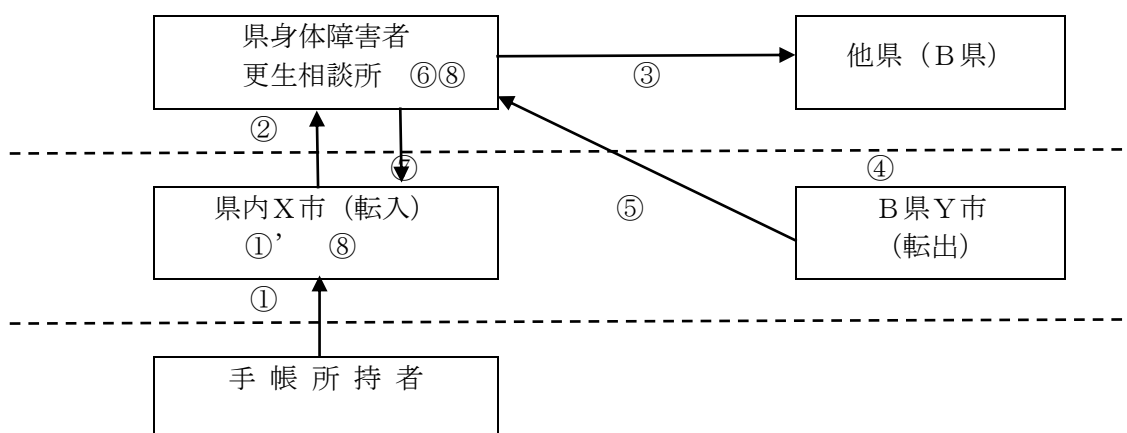 県身体障害者
更生相談所 ⑥⑧
③
他県（Ｂ県）
②
⑦
④
県内Ｘ市（転入）
①’ ⑧
⑤
Ｂ県Ｙ市
（転出）
①
手 帳 所 持 者